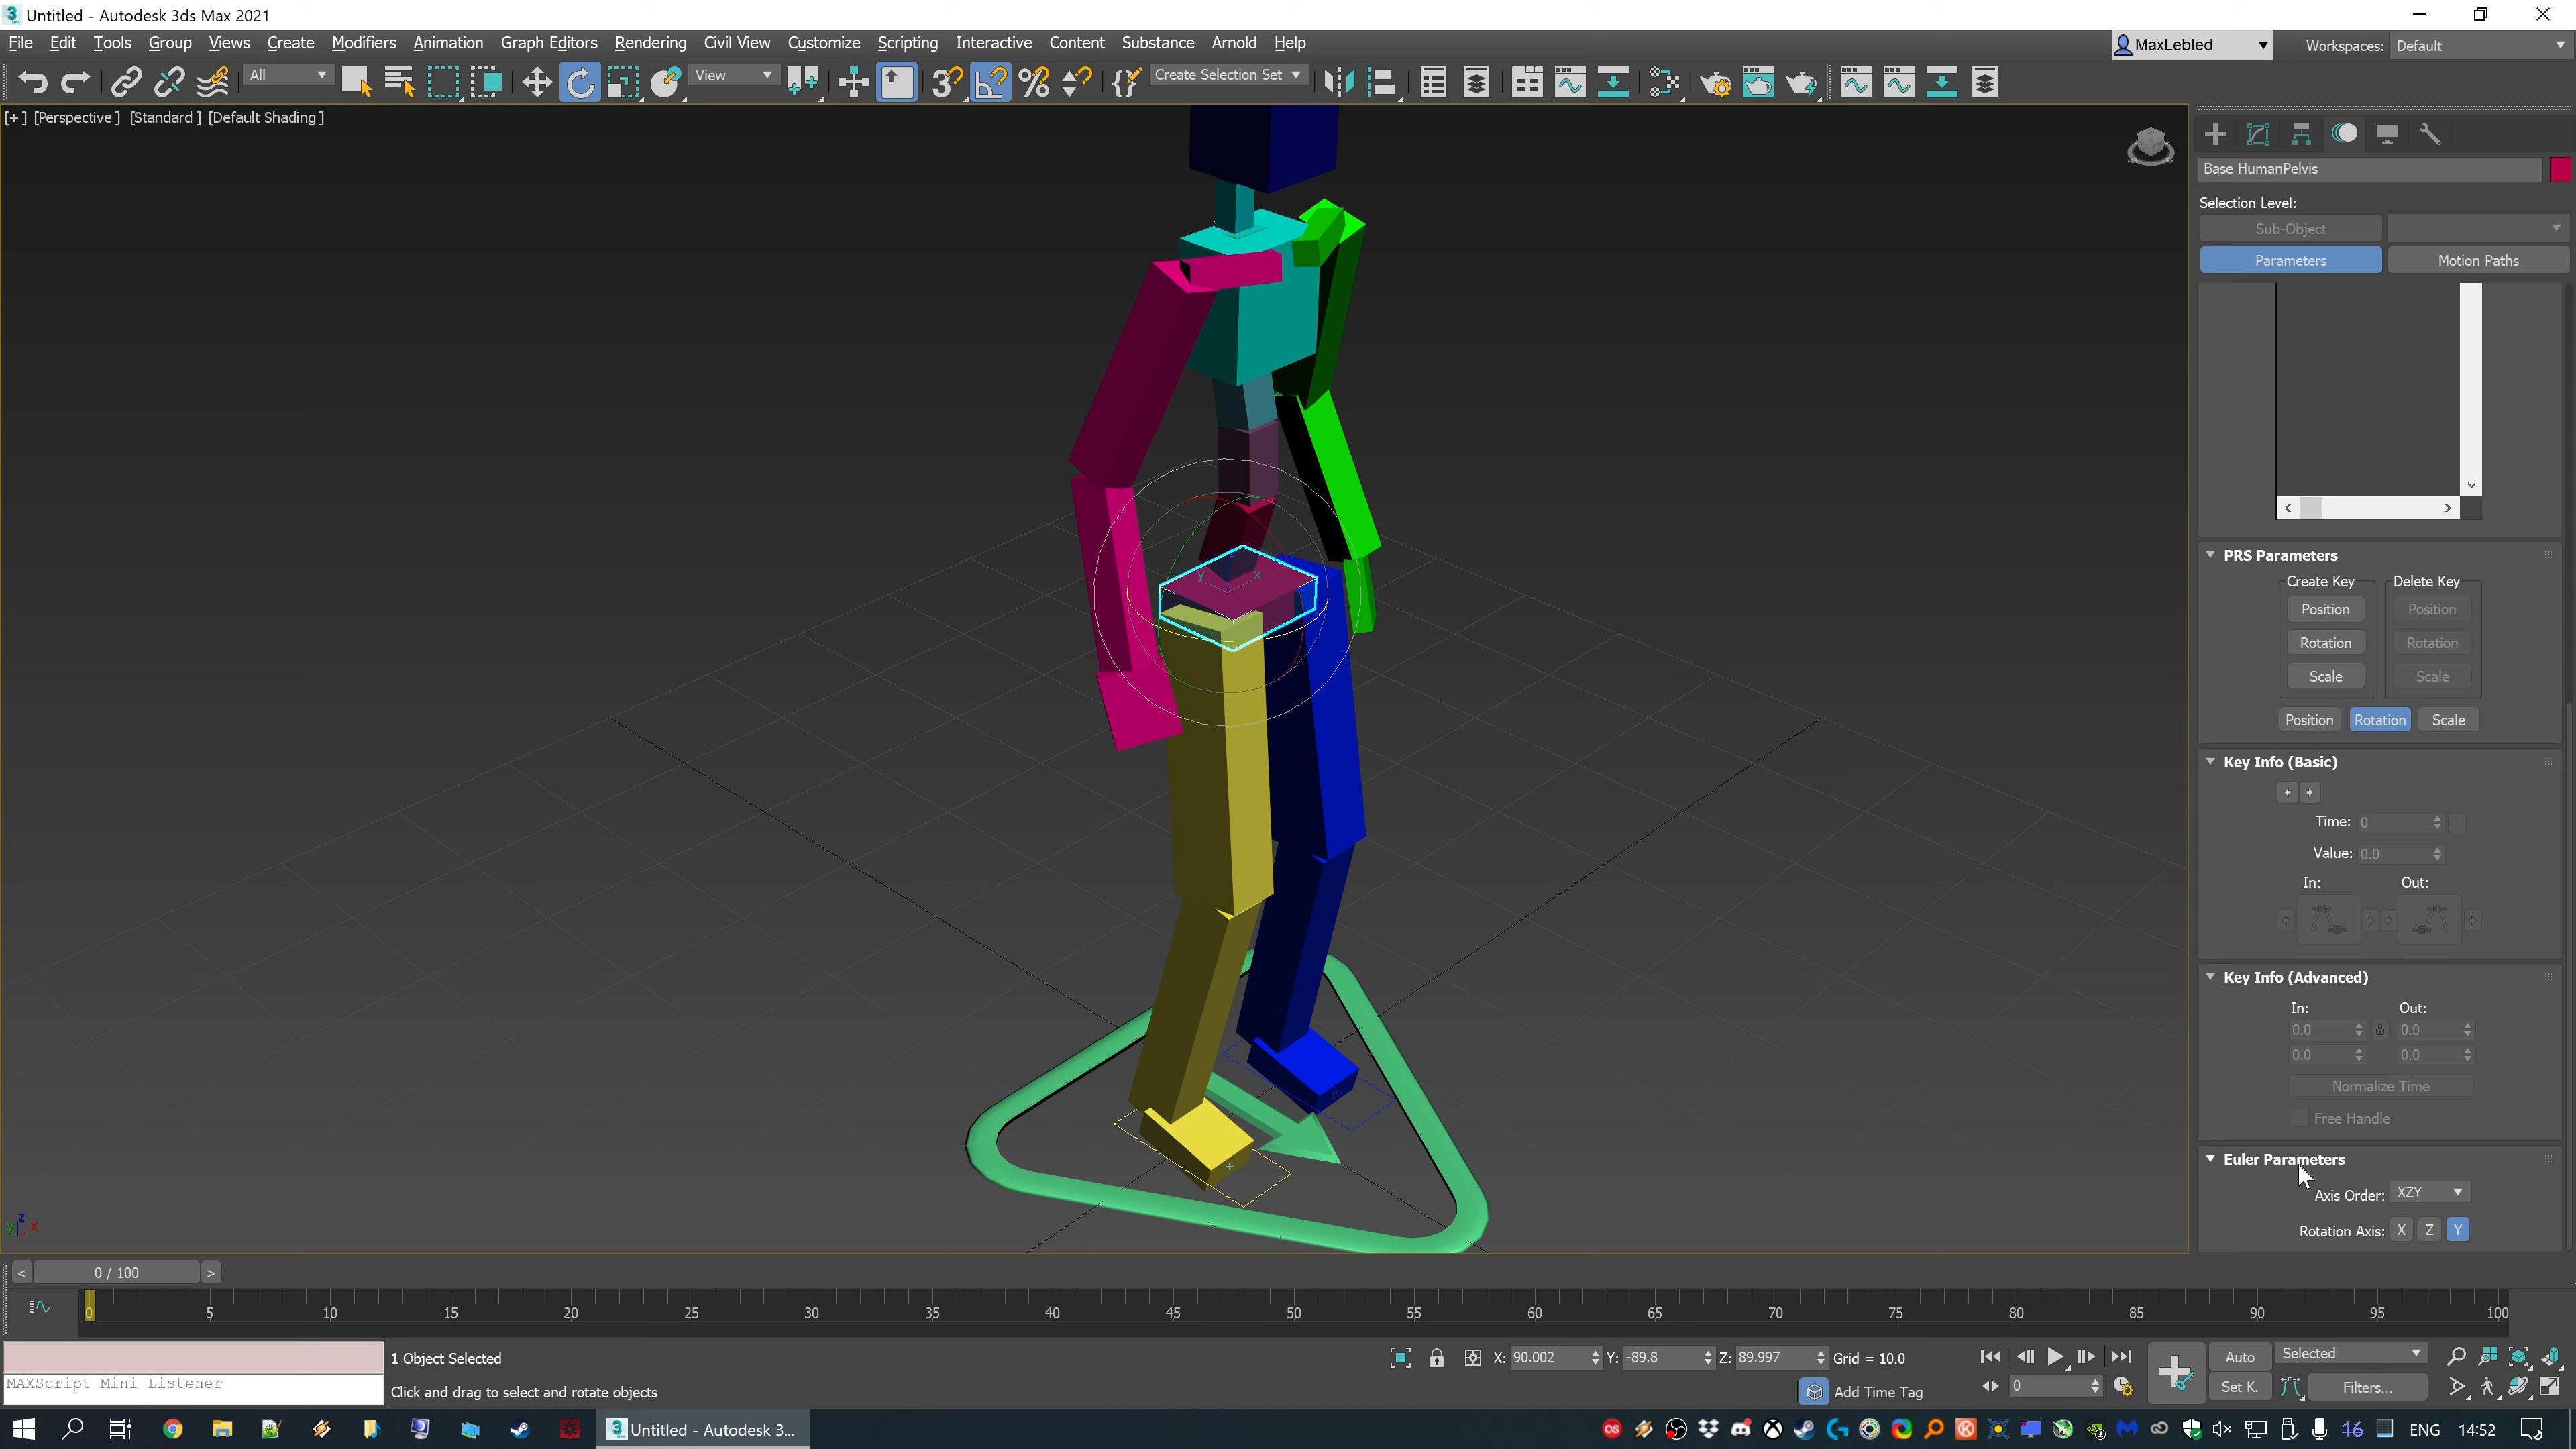 Untitled - Autodesk 3ds Max 2021
File Edit Tools Group Views Create Modifiers Animation Graph Editors Rendering Civil View Customize Scripting Interactive Content Substance Arnold Help
MaxLebled Workspaces: Default
All View Create Selection Set
[+] [Perspective] [Standard] [Default Shading]
Base HumanPelvis
Selection Level:
Sub-Object
Parameters Motion Paths
PRS Parameters
Create Key Delete Key
Position Position
Rotation Rotation
Scale Scale
Position Rotation Scale
Key Info (Basic)
Time: 0
Value: 0.0
In: Out:
Key Info (Advanced)
In: Out:
0.0 0.0
0.0 0.0
Normalize Time
Free Handle
Euler Parameters
Axis Order: XZY
Rotation Axis: X Z Y
y x
z
y x
< 0 / 100 >
0 5 10 15 20 25 30 35 40 45 50 55 60 65 70 75 80 85 90 95 100
1 Object Selected
X: 90.002 Y: -89.8 Z: 89.997 Grid = 10.0
Auto Selected
MAXScript Mini Listener
Click and drag to select and rotate objects
Add Time Tag
0
Set K. Filters...
Untitled - Autodesk 3...
16 ENG 14:52